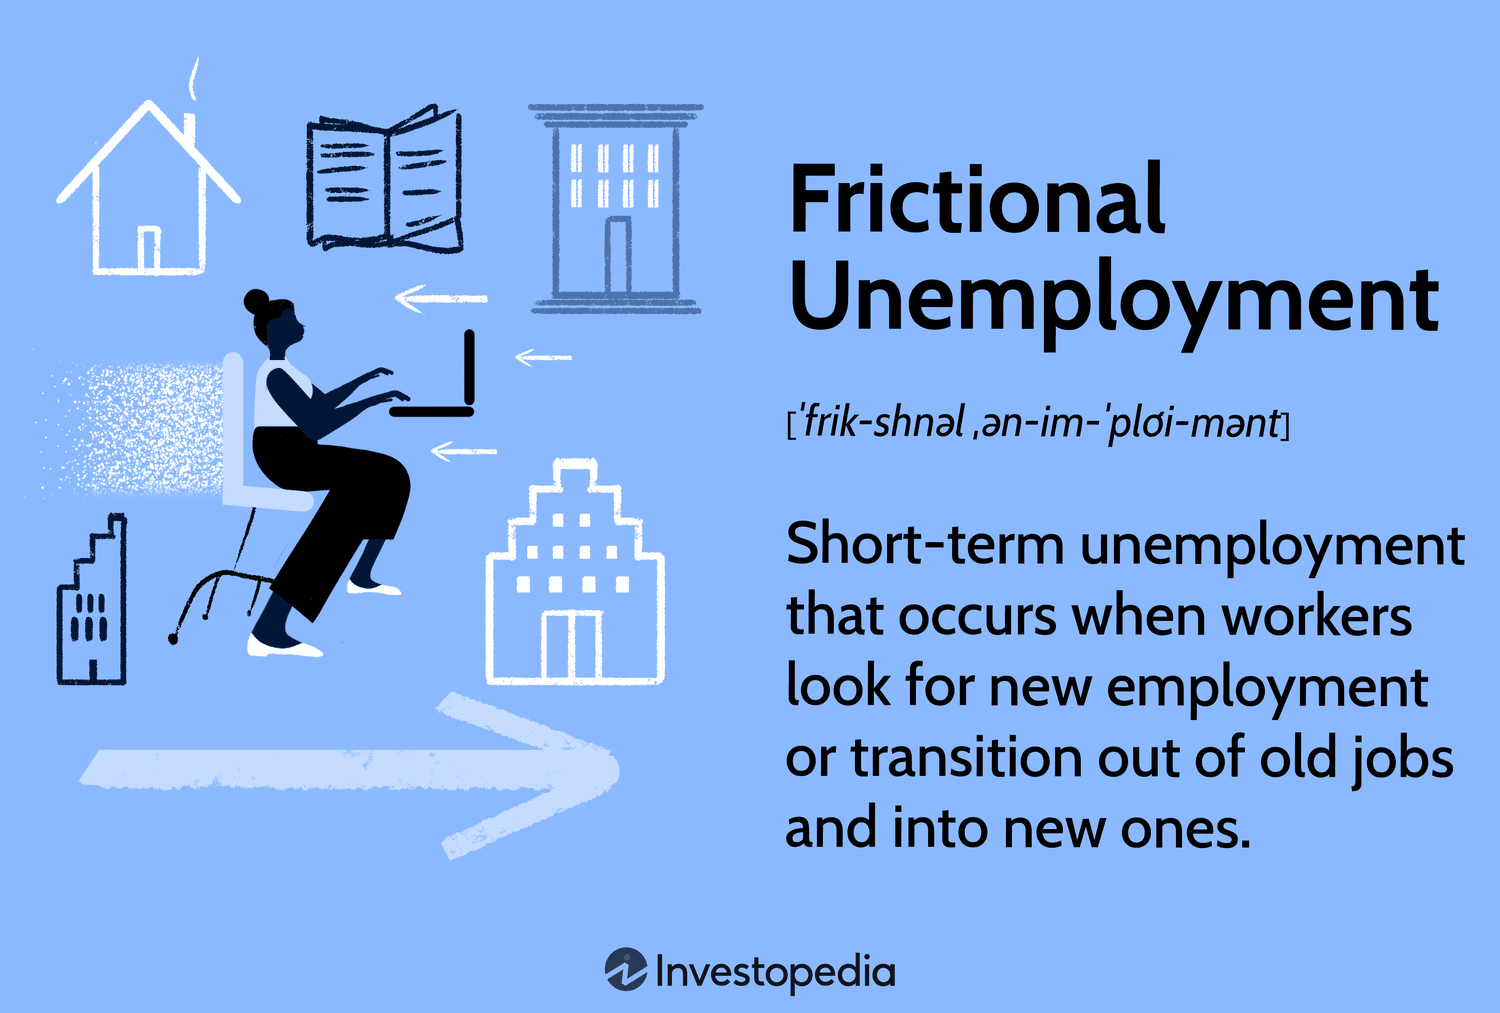 Frictional
Unemployment
[ˈfrik-shnəl ˌən-im-ˈplȯi-mənt]
Short-term unemployment
that occurs when workers
look for new employment
or transition out of old jobs
and into new ones.
Investopedia